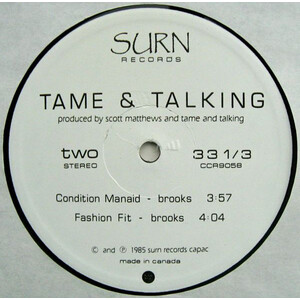 SURN
RECORDS
TAME & TALKING
produced by scott matthews and tame and talking
two
STEREO
33 1/3
CCR9058
Condition Manaid - brooks 3:57
Fashion Fit - brooks 4:04
© and ℗ 1985 surn records capac
made in canada